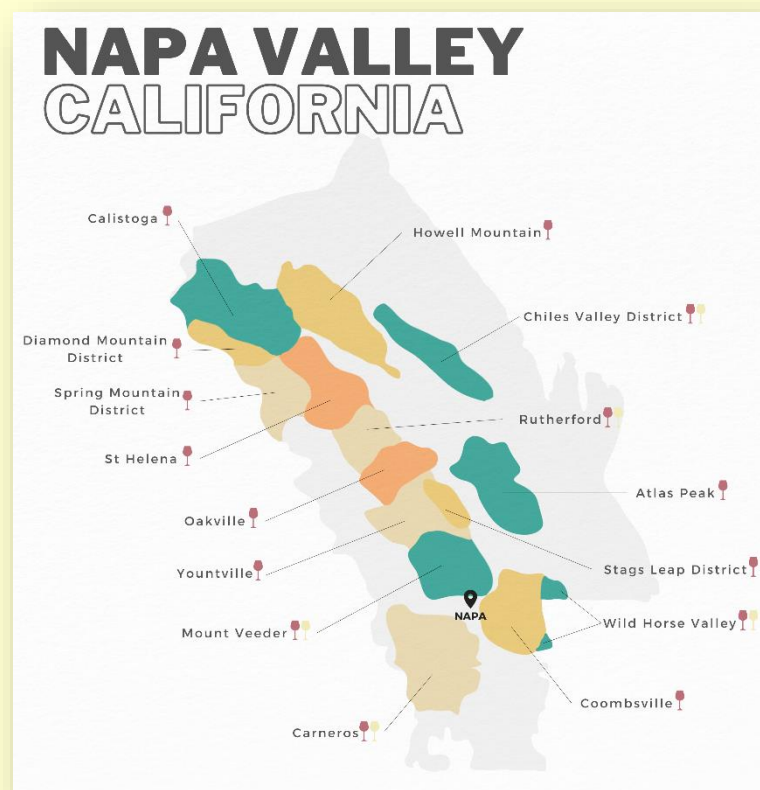 NAPA VALLEY
CALIFORNIA
Calistoga
Howell Mountain
Chiles Valley District
Diamond Mountain
District
Spring Mountain
District
Rutherford
St Helena
Atlas Peak
Oakville
Stags Leap District
Yountville
NAPA
Wild Horse Valley
Mount Veeder
Coombsville
Carneros